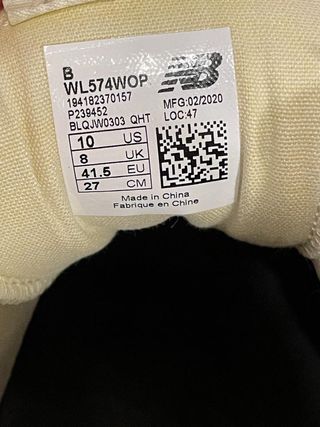 B
WL574WOP
194182370157
P239452
BLQJW0303 QHT
10 US
8 UK
41.5 EU
27 CM
NB
MFG:02/2020
LOC:47
Made in China
Fabrique en Chine